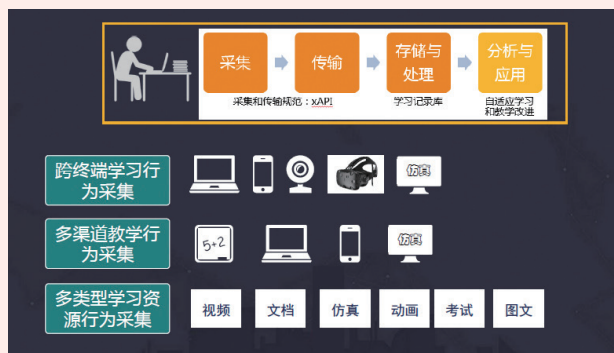 采集
传输
存储与
处理
分析与
应用
采集和传输规范：xAPI
学习记录库
自适应学习
和教学改进
跨终端学习行
为采集
仿真
多渠道教学行
为采集
5+2
仿真
多类型学习资
源行为采集
视频
文档
仿真
动画
考试
图文